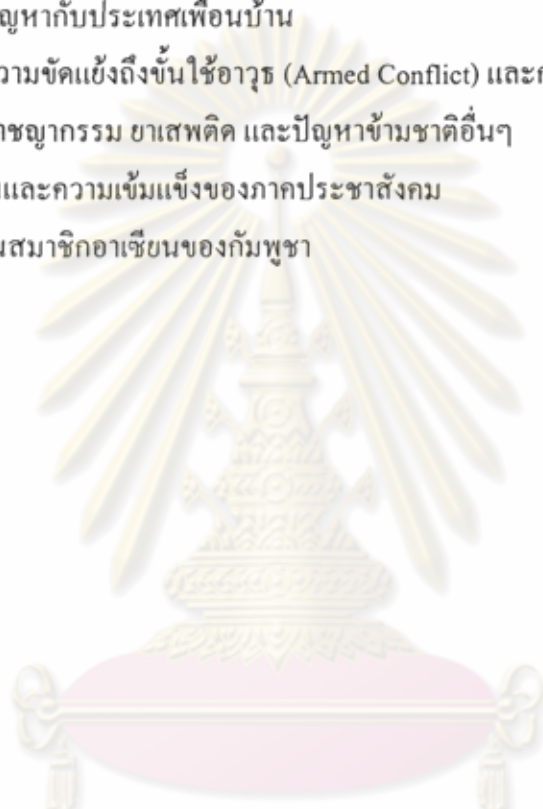 ญหากับประเทศเพื่อนบ้าน
วามขัดแย้งถึงขั้นใช้อาวุธ (Armed Conflict) และก
าชญากรรม ยาเสพติด และปัญหาข้ามชาติอื่นๆ
และความเข้มแข็งของภาคประชาสังคม
นสมาชิกอาเซียนของกัมพูชา